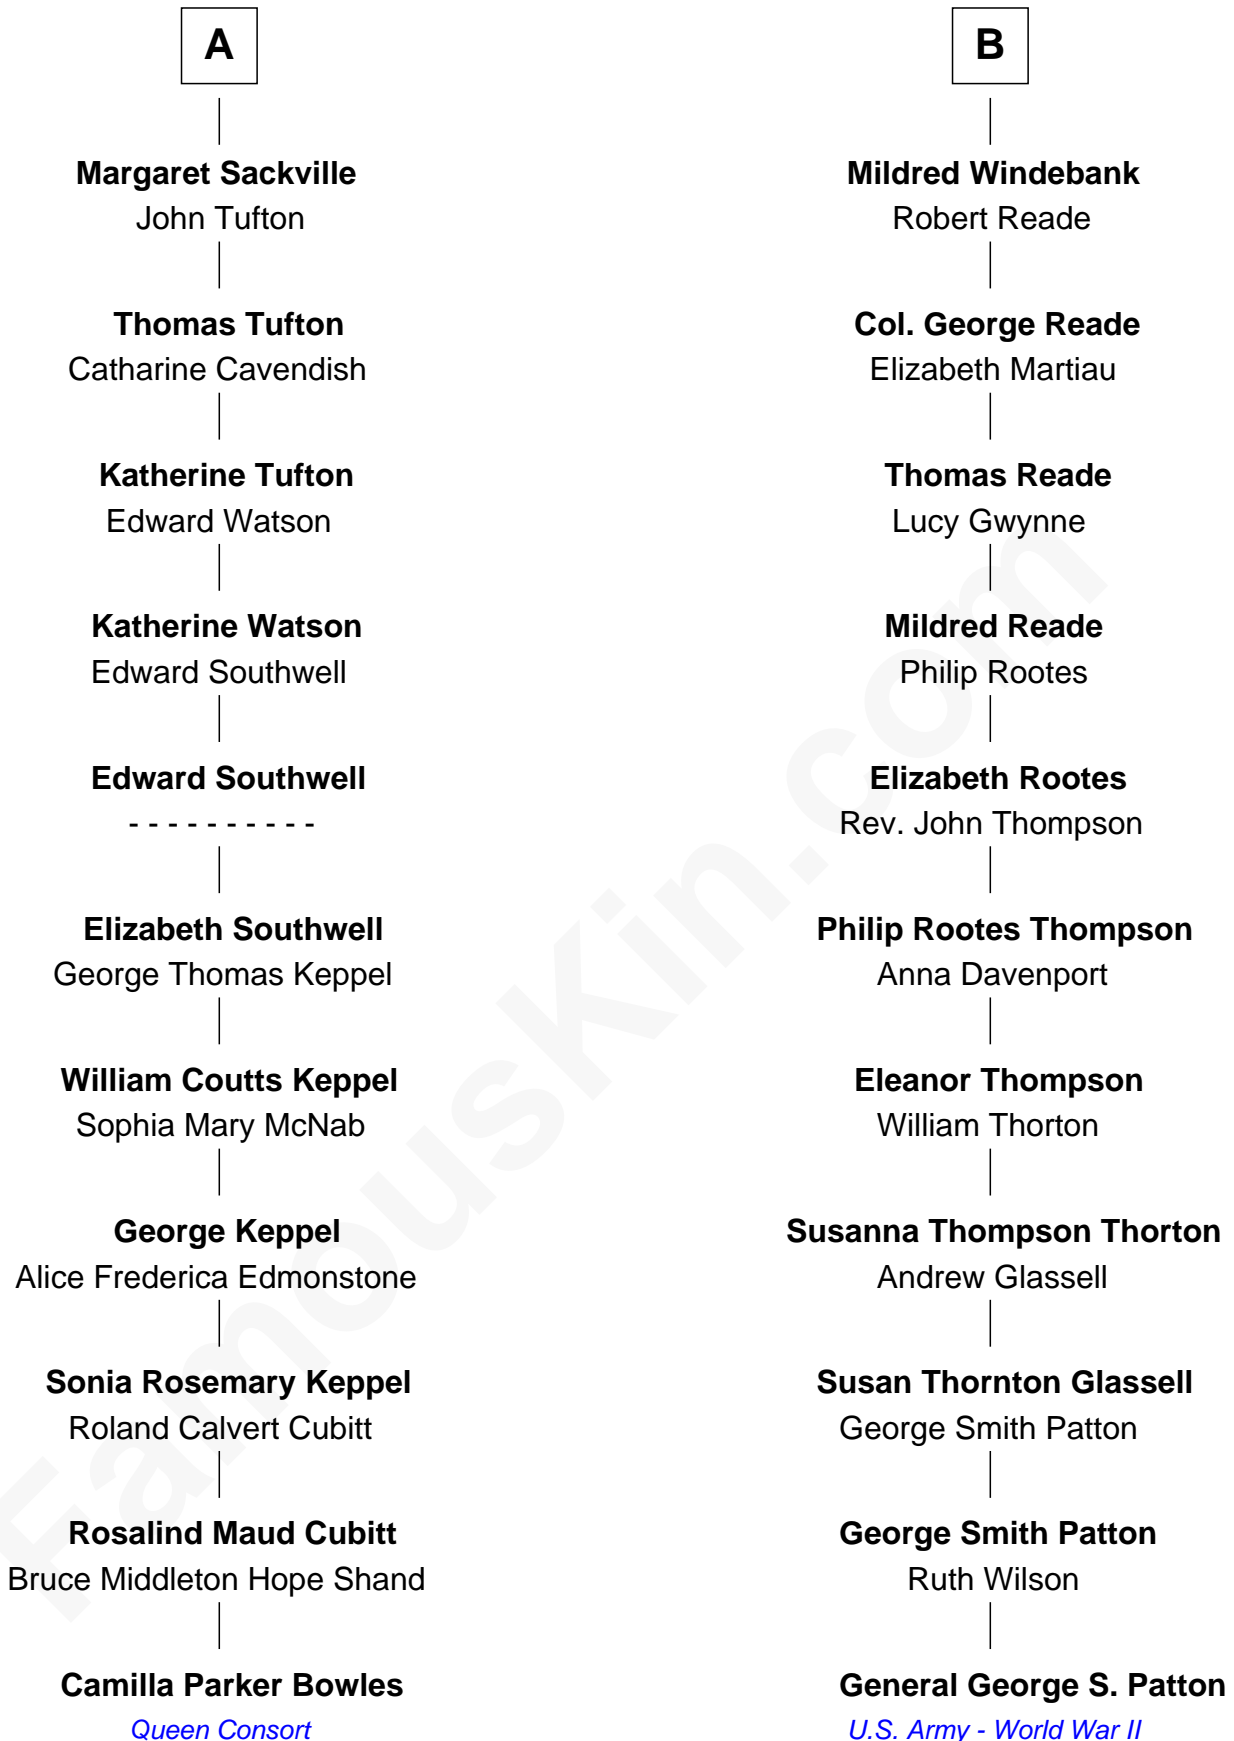 A
Margaret Sackville
John Tufton
Thomas Tufton
Catharine Cavendish
Katherine Tufton
Edward Watson
Katherine Watson
Edward Southwell
Edward Southwell
- - - - - - - - - -
Elizabeth Southwell
George Thomas Keppel
William Coutts Keppel
Sophia Mary McNab
George Keppel
Alice Frederica Edmonstone
Sonia Rosemary Keppel
Roland Calvert Cubitt
Rosalind Maud Cubitt
Bruce Middleton Hope Shand
Camilla Parker Bowles
Queen Consort
B
Mildred Windebank
Robert Reade
Col. George Reade
Elizabeth Martiau
Thomas Reade
Lucy Gwynne
Mildred Reade
Philip Rootes
Elizabeth Rootes
Rev. John Thompson
Philip Rootes Thompson
Anna Davenport
Eleanor Thompson
William Thorton
Susanna Thompson Thorton
Andrew Glassell
Susan Thornton Glassell
George Smith Patton
George Smith Patton
Ruth Wilson
General George S. Patton
U.S. Army - World War II
FamousKin.com